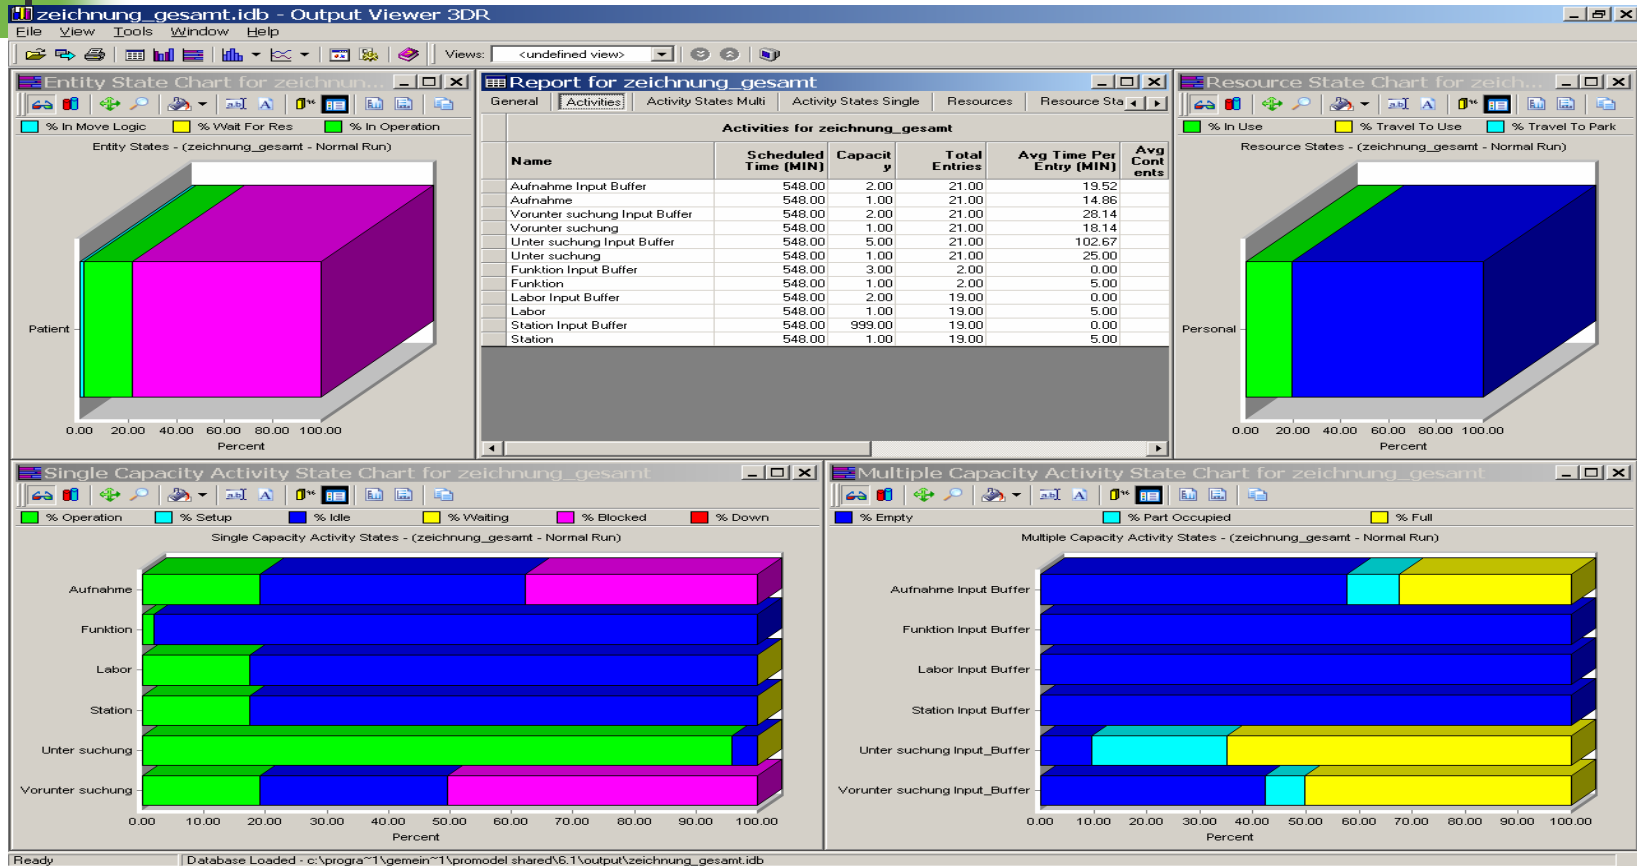 zeichnung_gesamt.idb - Output Viewer 3DR
File View Tools Window Help
Views: <undefined view>
Entity State Chart for zeichnun...
% In Move Logic % Wait For Res % In Operation
Entity States - (zeichnung_gesamt - Normal Run)
Patient
0.00 20.00 40.00 60.00 80.00 100.00
Percent
Report for zeichnung_gesamt
General Activities Activity States Multi Activity States Single Resources Resource Sta
Activities for zeichnung_gesamt
Name Scheduled Time (MIN) Capacit y Total Entries Avg Time Per Entry (MIN) Avg Cont ents
Aufnahme Input Buffer 548.00 2.00 21.00 19.52
Aufnahme 548.00 1.00 21.00 14.86
Vorunter suchung Input Buffer 548.00 2.00 21.00 28.14
Vorunter suchung 548.00 1.00 21.00 18.14
Unter suchung Input Buffer 548.00 5.00 21.00 102.67
Unter suchung 548.00 1.00 21.00 25.00
Funktion Input Buffer 548.00 3.00 2.00 0.00
Funktion 548.00 1.00 2.00 5.00
Labor Input Buffer 548.00 2.00 19.00 0.00
Labor 548.00 1.00 19.00 5.00
Station Input Buffer 548.00 999.00 19.00 0.00
Station 548.00 1.00 19.00 5.00
Resource State Chart for zeich...
% In Use % Travel To Use % Travel To Park
Resource States - (zeichnung_gesamt - Normal Run)
Personal
0.00 20.00 40.00 60.00 80.00 100.00
Percent
Single Capacity Activity State Chart for zeichnung_gesamt
% Operation % Setup % Idle % Waiting % Blocked % Down
Single Capacity Activity States - (zeichnung_gesamt - Normal Run)
Aufnahme
Funktion
Labor
Station
Unter suchung
Vorunter suchung
0.00 10.00 20.00 30.00 40.00 50.00 60.00 70.00 80.00 90.00 100.00
Percent
Multiple Capacity Activity State Chart for zeichnung_gesamt
% Empty % Part Occupied % Full
Multiple Capacity Activity States - (zeichnung_gesamt - Normal Run)
Aufnahme Input Buffer
Funktion Input Buffer
Labor Input Buffer
Station Input Buffer
Unter suchung Input_Buffer
Vorunter suchung Input_Buffer
0.00 10.00 20.00 30.00 40.00 50.00 60.00 70.00 80.00 90.00 100.00
Percent
Ready Database Loaded - c:\progra~1\gemein~1\promodel shared\6.1\output\zeichnung_gesamt.idb